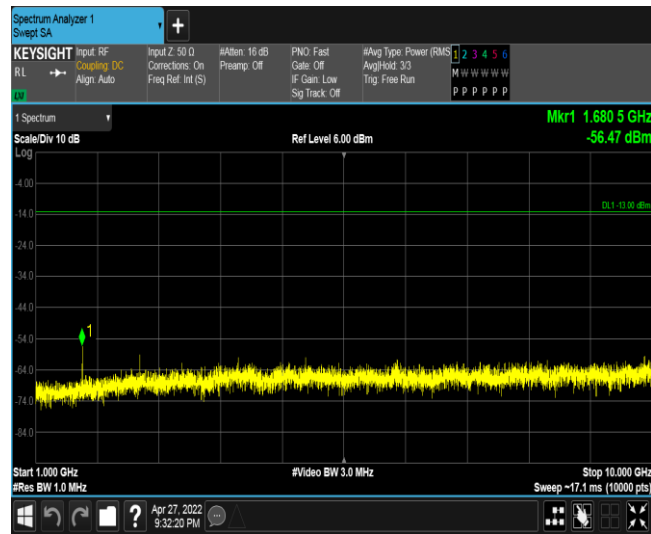 Spectrum Analyzer 1
Swept SA
KEYSIGHT
RL
Input: RF
Coupling: DC
Align: Auto
Input Z: 50 Ω
Corrections: On
Freq Ref: Int (S)
#Atten: 16 dB
Preamp: Off
PNO: Fast
Gate: Off
IF Gain: Low
Sig Track: Off
#Avg Type: Power (RMS
Avg|Hold: 3/3
Trig: Free Run
1 2 3 4 5 6
M W W W W W
P P P P P P
1 Spectrum
Mkr1 1.680 5 GHz
Scale/Div 10 dB
Ref Level 6.00 dBm
-56.47 dBm
Log
-4.00
DL1 -13.00 dBm
-14.0
-24.0
-34.0
-44.0
1
-54.0
-64.0
-74.0
-84.0
Start 1.000 GHz
#Video BW 3.0 MHz
Stop 10.000 GHz
#Res BW 1.0 MHz
Sweep ~17.1 ms (10000 pts)
?
Apr 27, 2022
9:32:20 PM